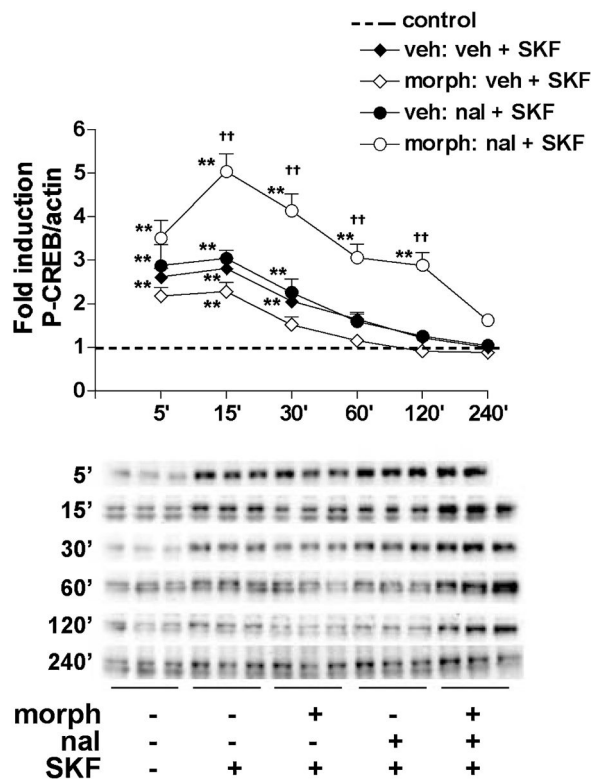 control
veh: veh + SKF
morph: veh + SKF
veh: nal + SKF
morph: nal + SKF
Fold induction
P-CREB/actin
6
5
4
3
2
1
0
††
**
††
**
††
**
††
**
**
**
**
**
**
**
**
**
5' 15' 30' 60' 120' 240'
5’
15’
30’
60’
120’
240’
morph - - + - +
nal - - - + +
SKF - + + + +